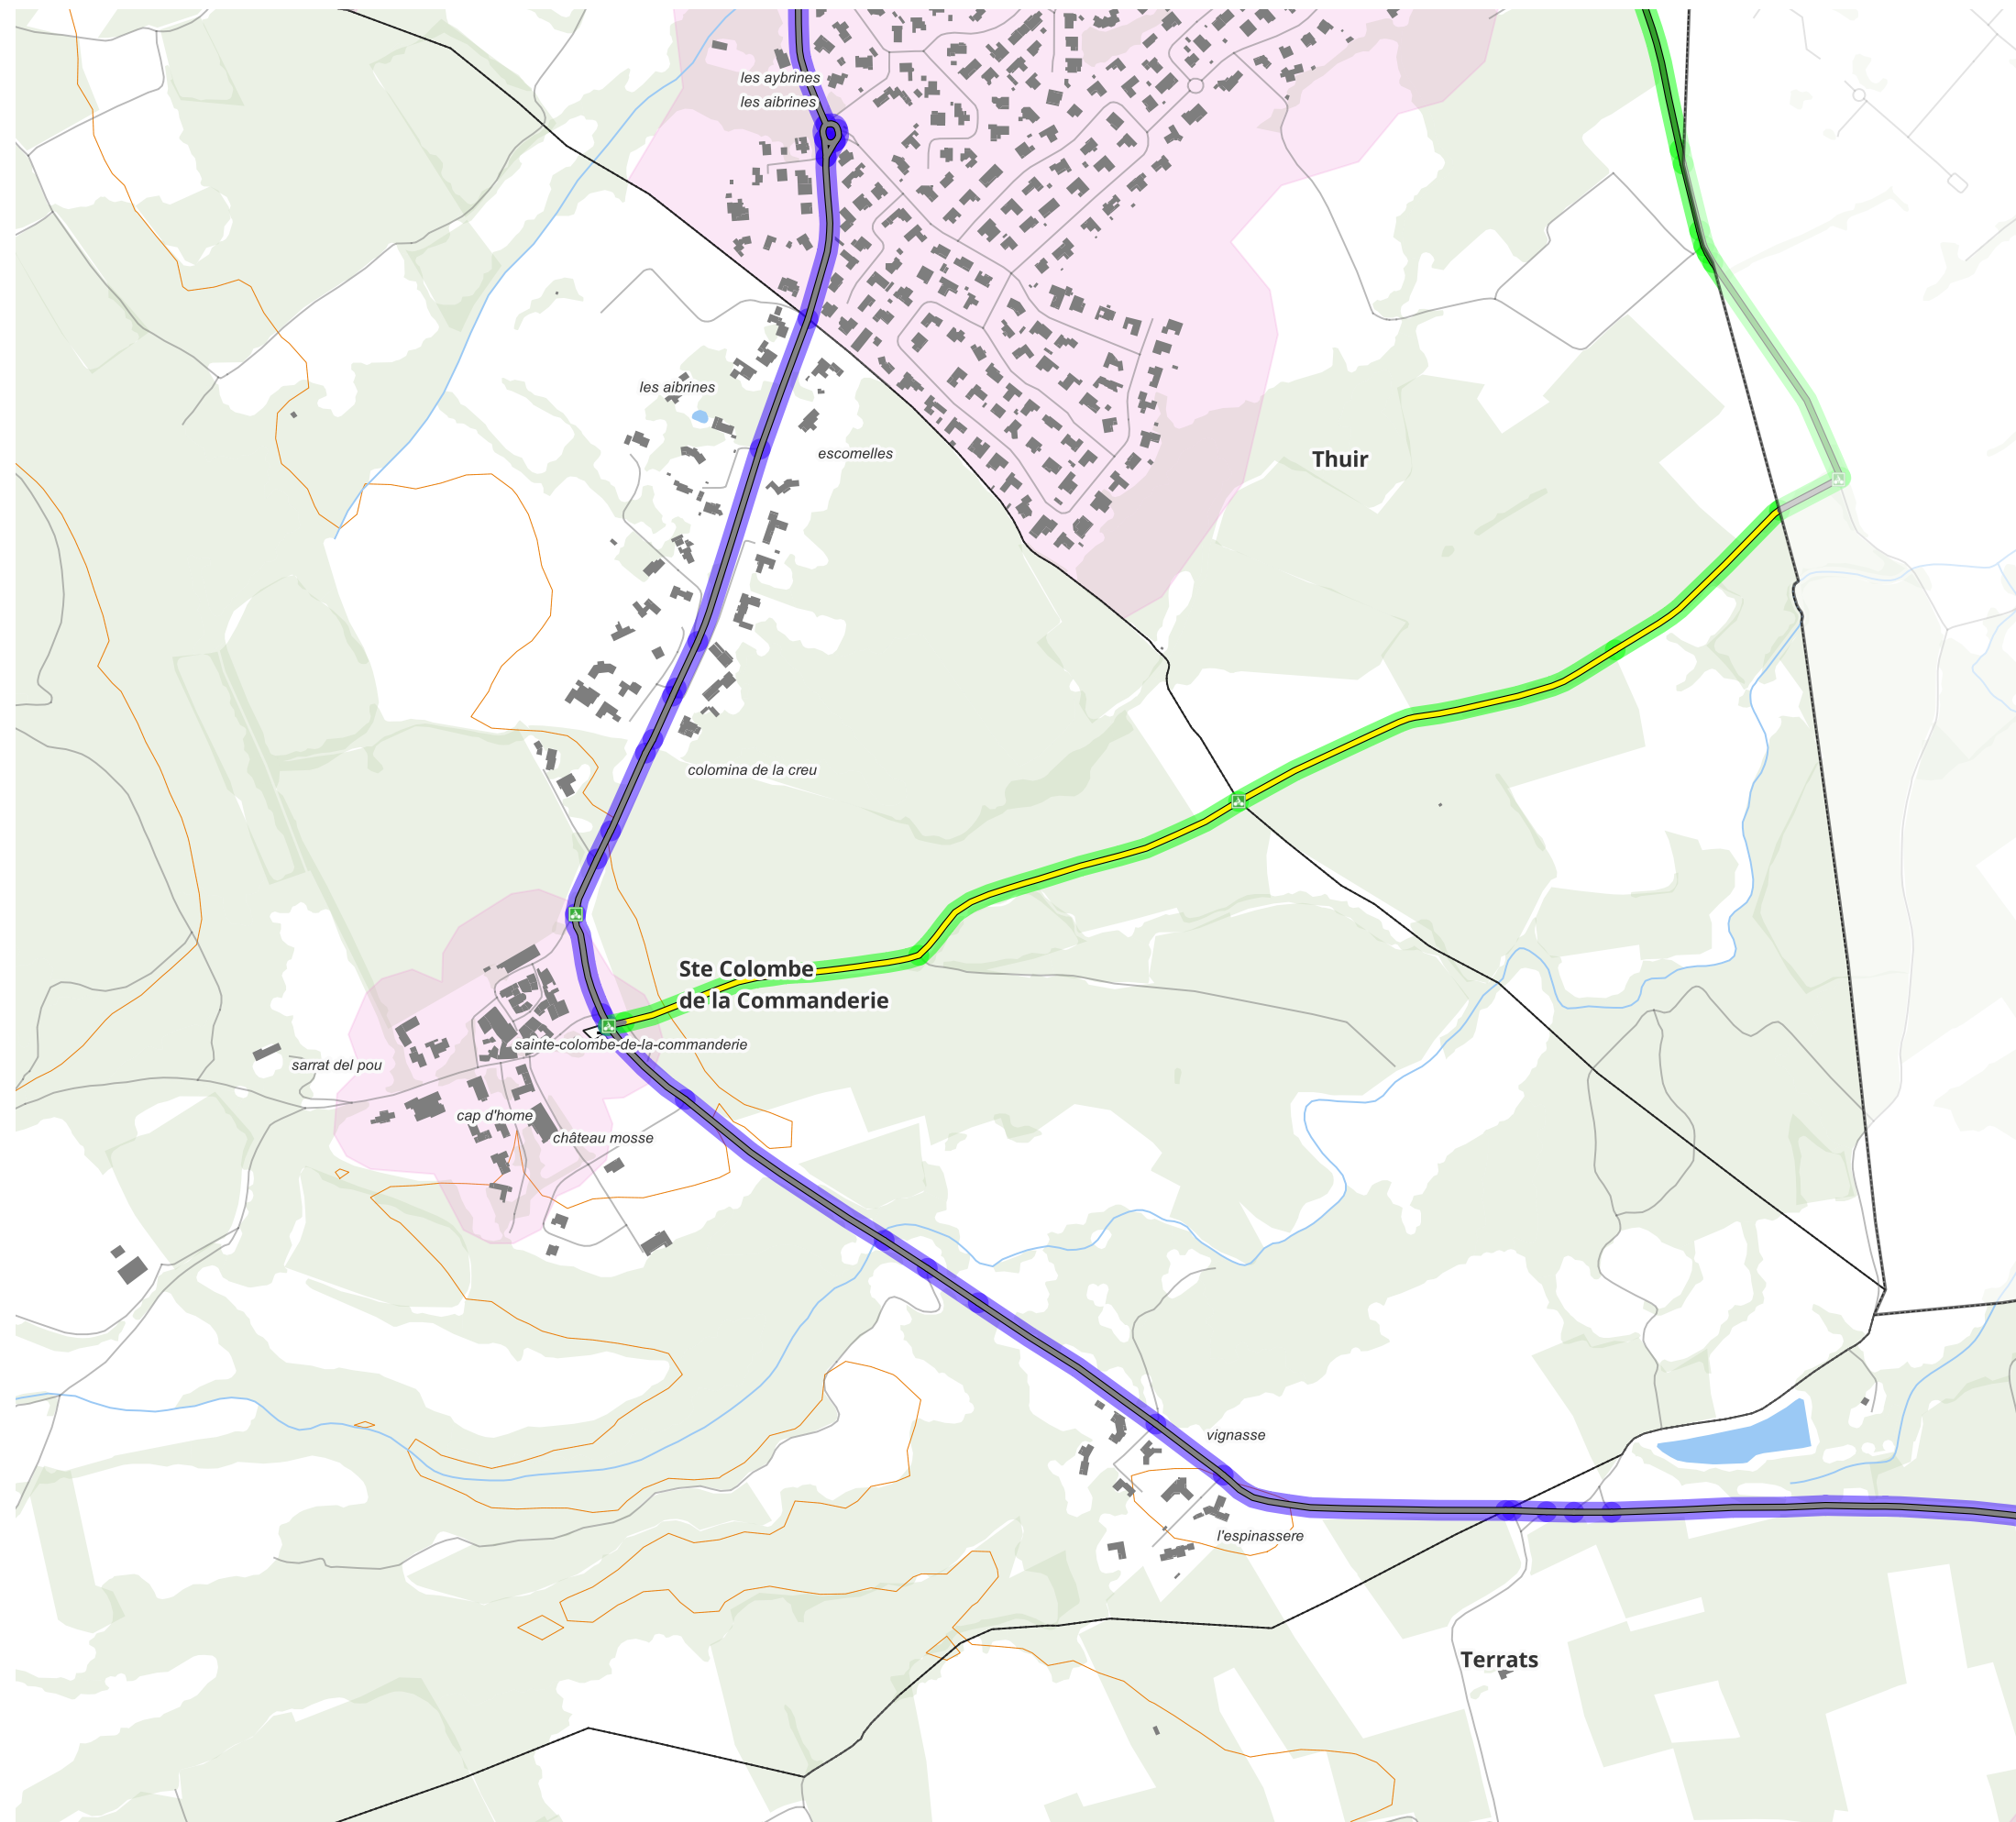 les aybrines
les aibrines
les aibrines
escomelles
Thuir
colomina de la creu
Ste Colombe
de la Commanderie
sainte-colombe-de-la-commanderie
sarrat del pou
cap d'home
château mosse
vignasse
l'espinassere
Terrats